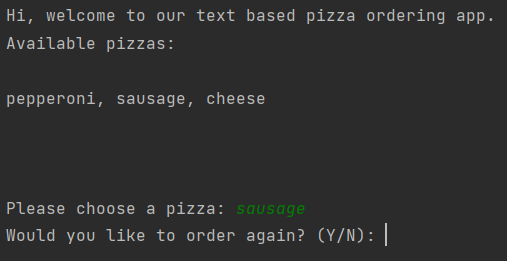 Hi, welcome to our text based pizza ordering app.
Available pizzas:
pepperoni, sausage, cheese
Please choose a pizza: sausage
Would you like to order again? (Y/N):